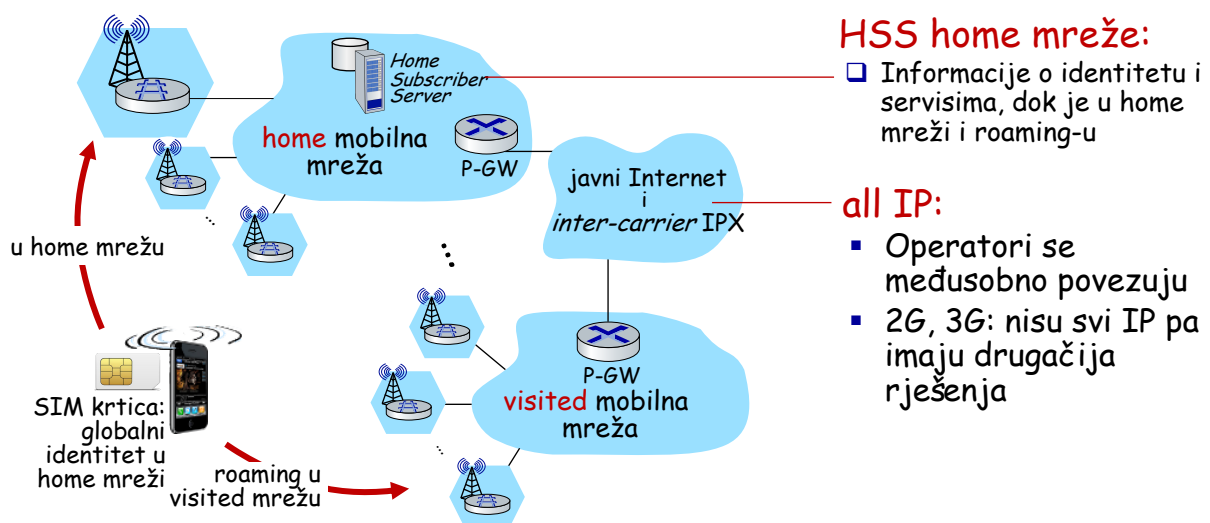 Home
Subscriber
Server
home mobilna
mreža
P-GW
javni Internet
i
inter-carrier IPX
u home mrežu
...
...
...
SIM krtica:
globalni
identitet u
home mreži
roaming u
visited mrežu
P-GW
visited mobilna
mreža
...
HSS home mreže:
Informacije o identitetu i
servisima, dok je u home
mreži i roaming-u
all IP:
Operatori se
međusobno povezuju
2G, 3G: nisu svi IP pa
imaju drugačija
rješenja